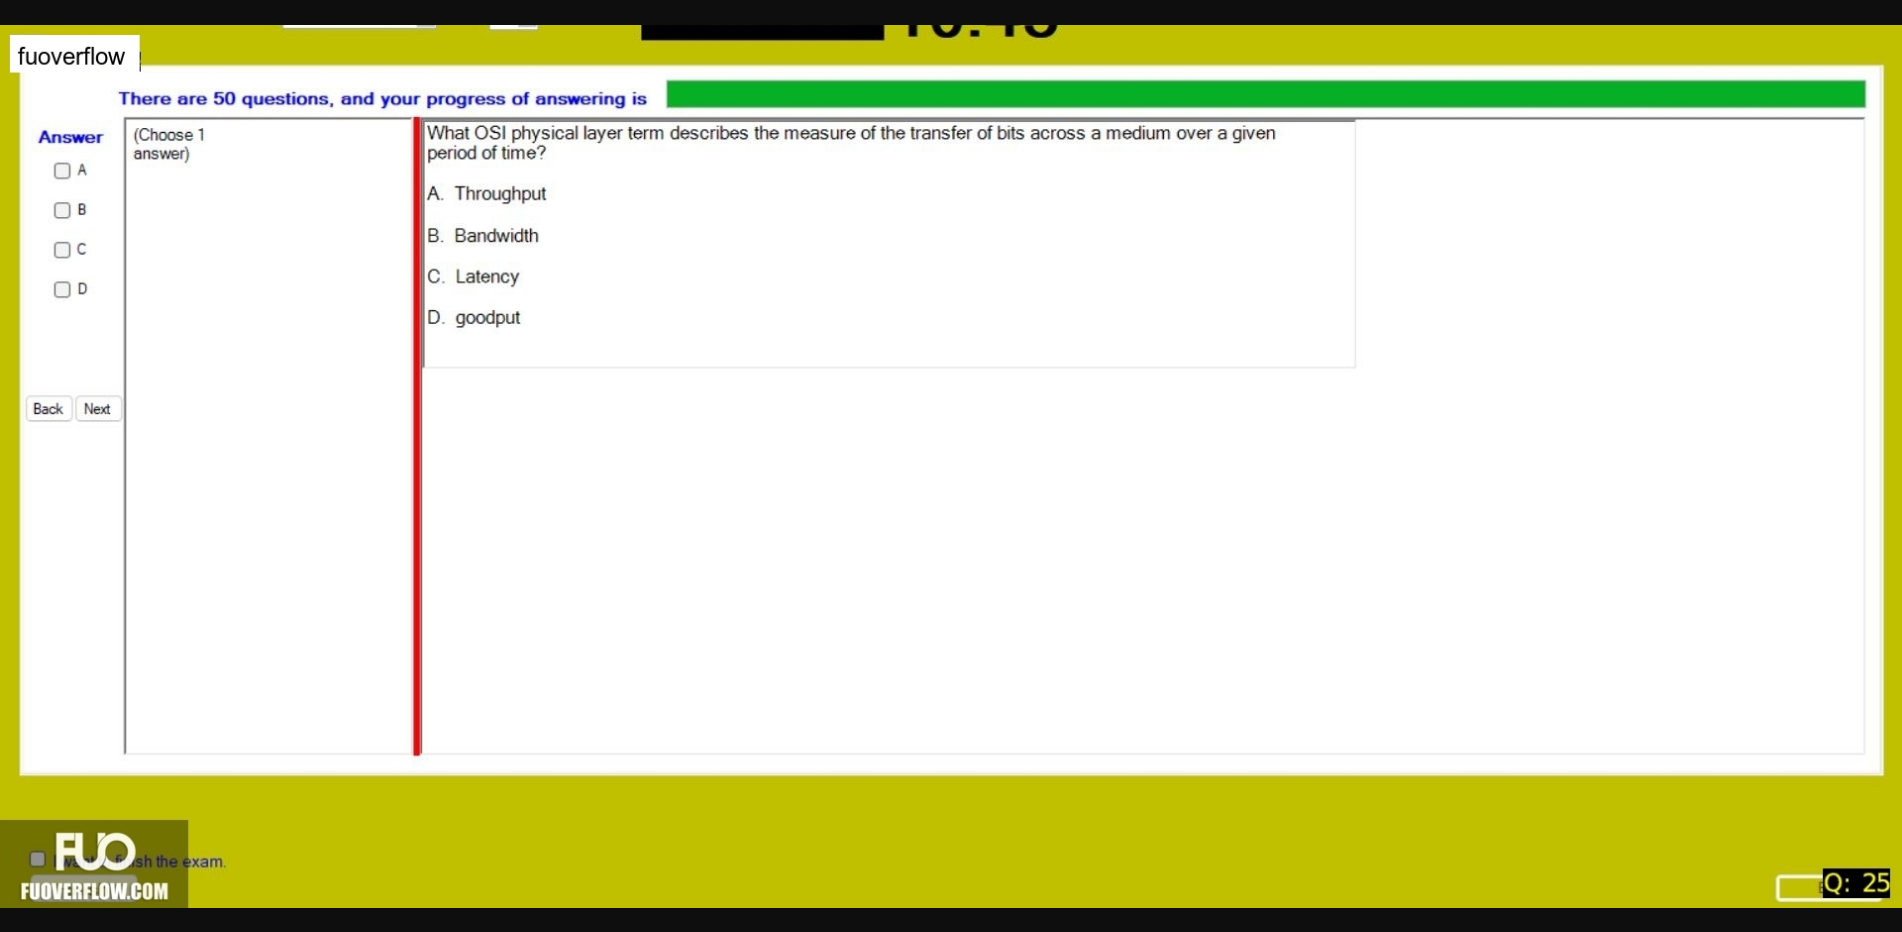 fuoverflow
There are 50 questions, and your progress of answering is
Answer
(Choose 1
answer)
A
B
C
D
Back Next
What OSI physical layer term describes the measure of the transfer of bits across a medium over a given
period of time?
A. Throughput
B. Bandwidth
C. Latency
D. goodput
FUO
sh the exam.
FUOVERFLOW.COM
Q: 25